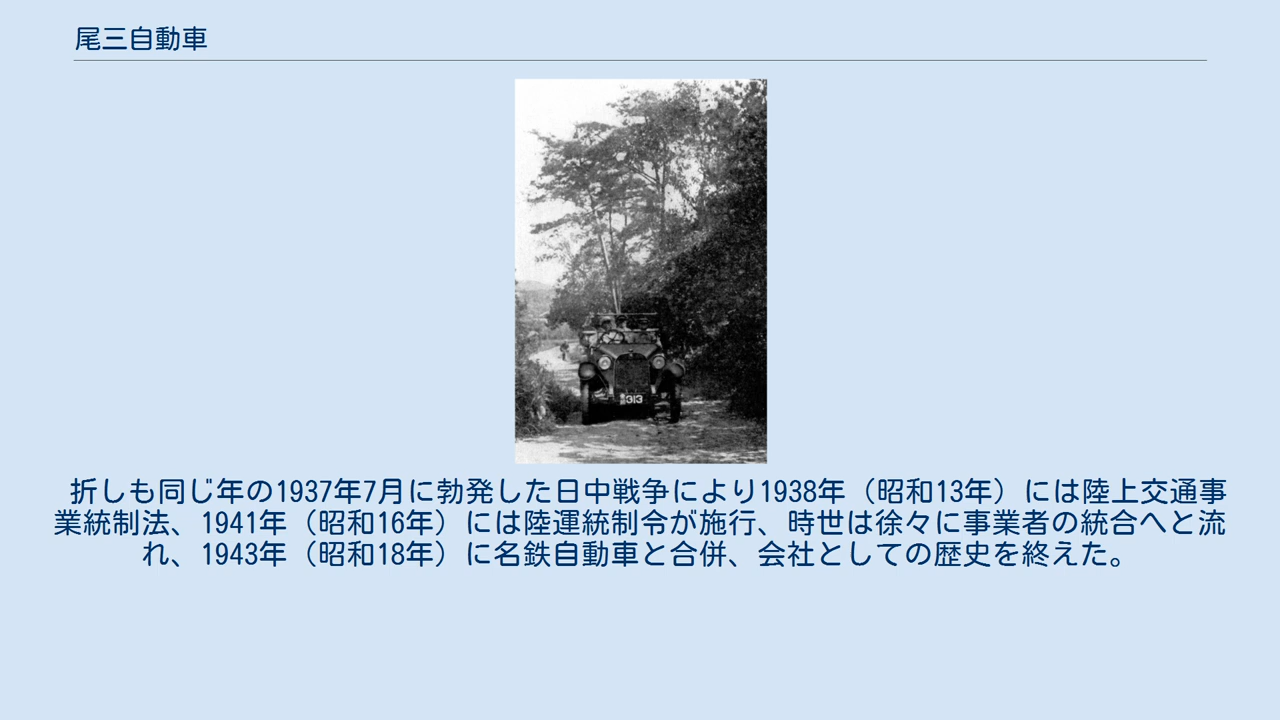 尾三自動車
313
折しも同じ年の1937年7月に勃発した日中戦争により1938年（昭和13年）には陸上交通事
業統制法、1941年（昭和16年）には陸運統制令が施行、時世は徐々に事業者の統合へと流
れ、1943年（昭和18年）に名鉄自動車と合併、会社としての歴史を終えた。